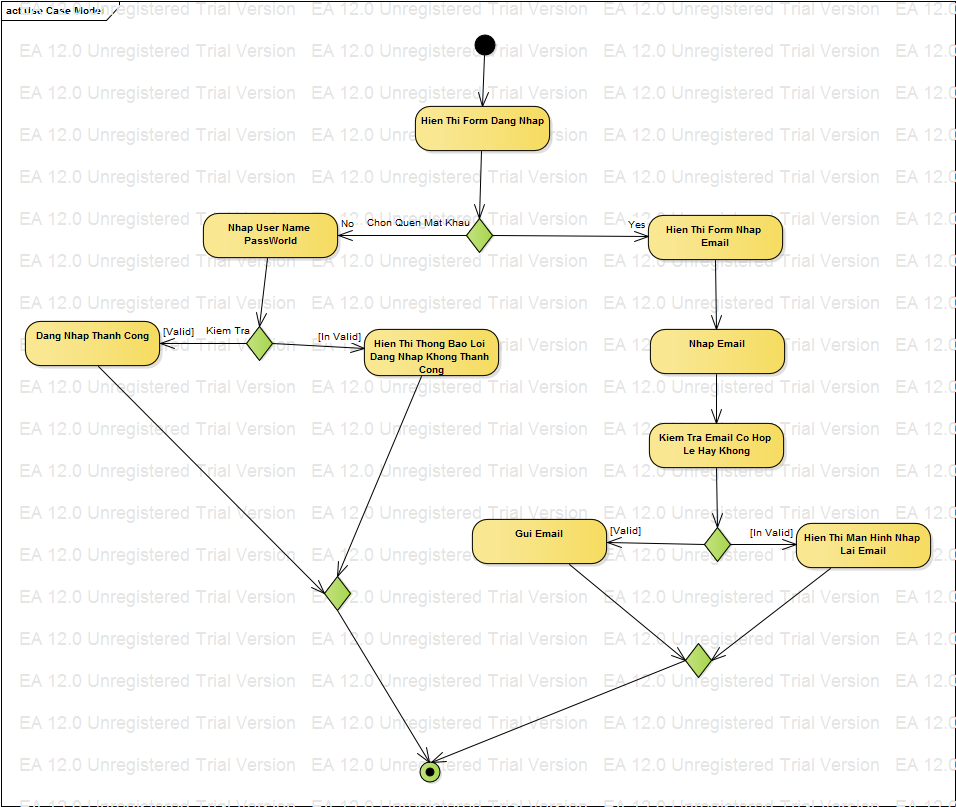 act Use Case Mode
EA 12.0 Unregistered Trial Version
Hien Thi Form Dang Nhap
Chon Quen Mat Khau
No
Yes
Nhap User Name
PassWorld
Hien Thi Form Nhap
Email
Kiem Tra
[Valid]
[In Valid]
Dang Nhap Thanh Cong
Hien Thi Thong Bao Loi
Dang Nhap Khong Thanh
Cong
Nhap Email
Kiem Tra Email Co Hop
Le Hay Khong
[Valid]
[In Valid]
Gui Email
Hien Thi Man Hinh Nhap
Lai Email